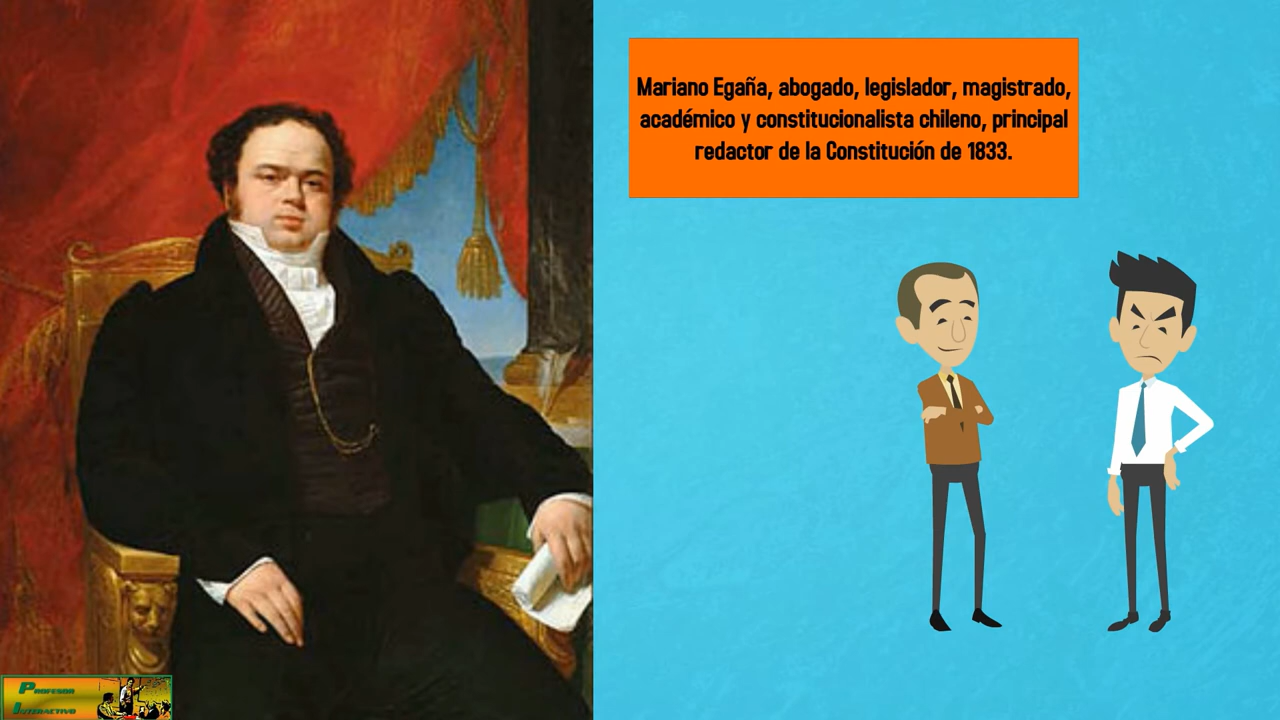 Mariano Egaña, abogado, legislador, magistrado,
académico y constitucionalista chileno, principal
redactor de la Constitución de 1833.
PROFESOR
INTERACTIVO